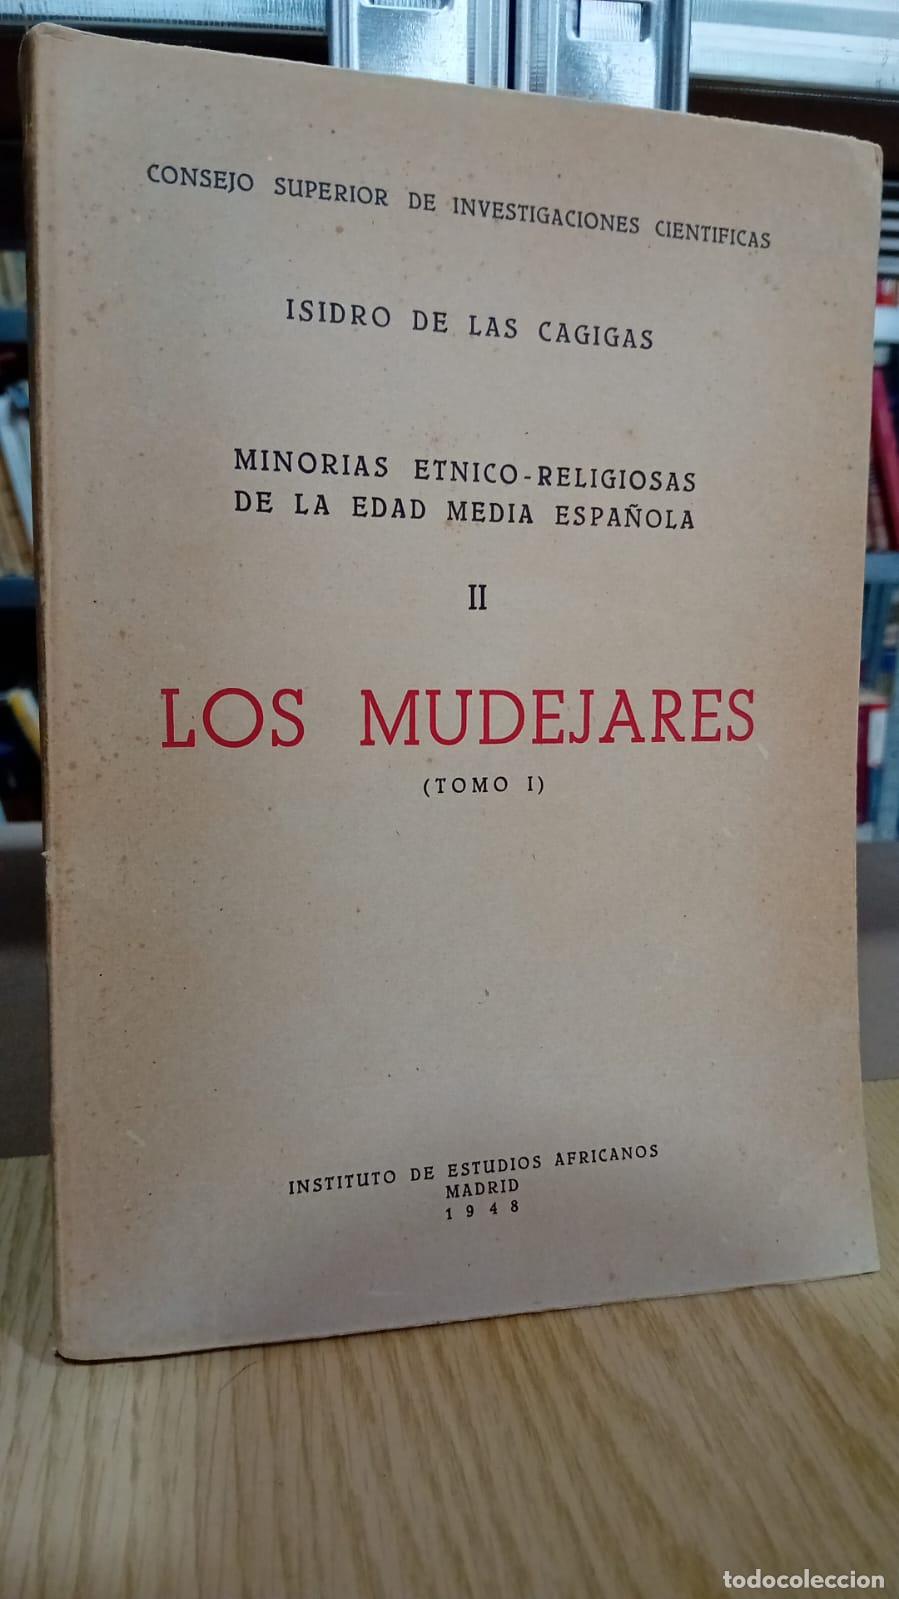 CONSEJO SUPERIOR DE INVESTIGACIONES CIENTIFICAS
ISIDRO DE LAS CAGIGAS
MINORIAS ETNICO-RELIGIOSAS
DE LA EDAD MEDIA ESPAÑOLA
II
LOS MUDEJARES
(TOMO I)
INSTITUTO DE ESTUDIOS AFRICANOS
MADRID
1948
todocoleccion